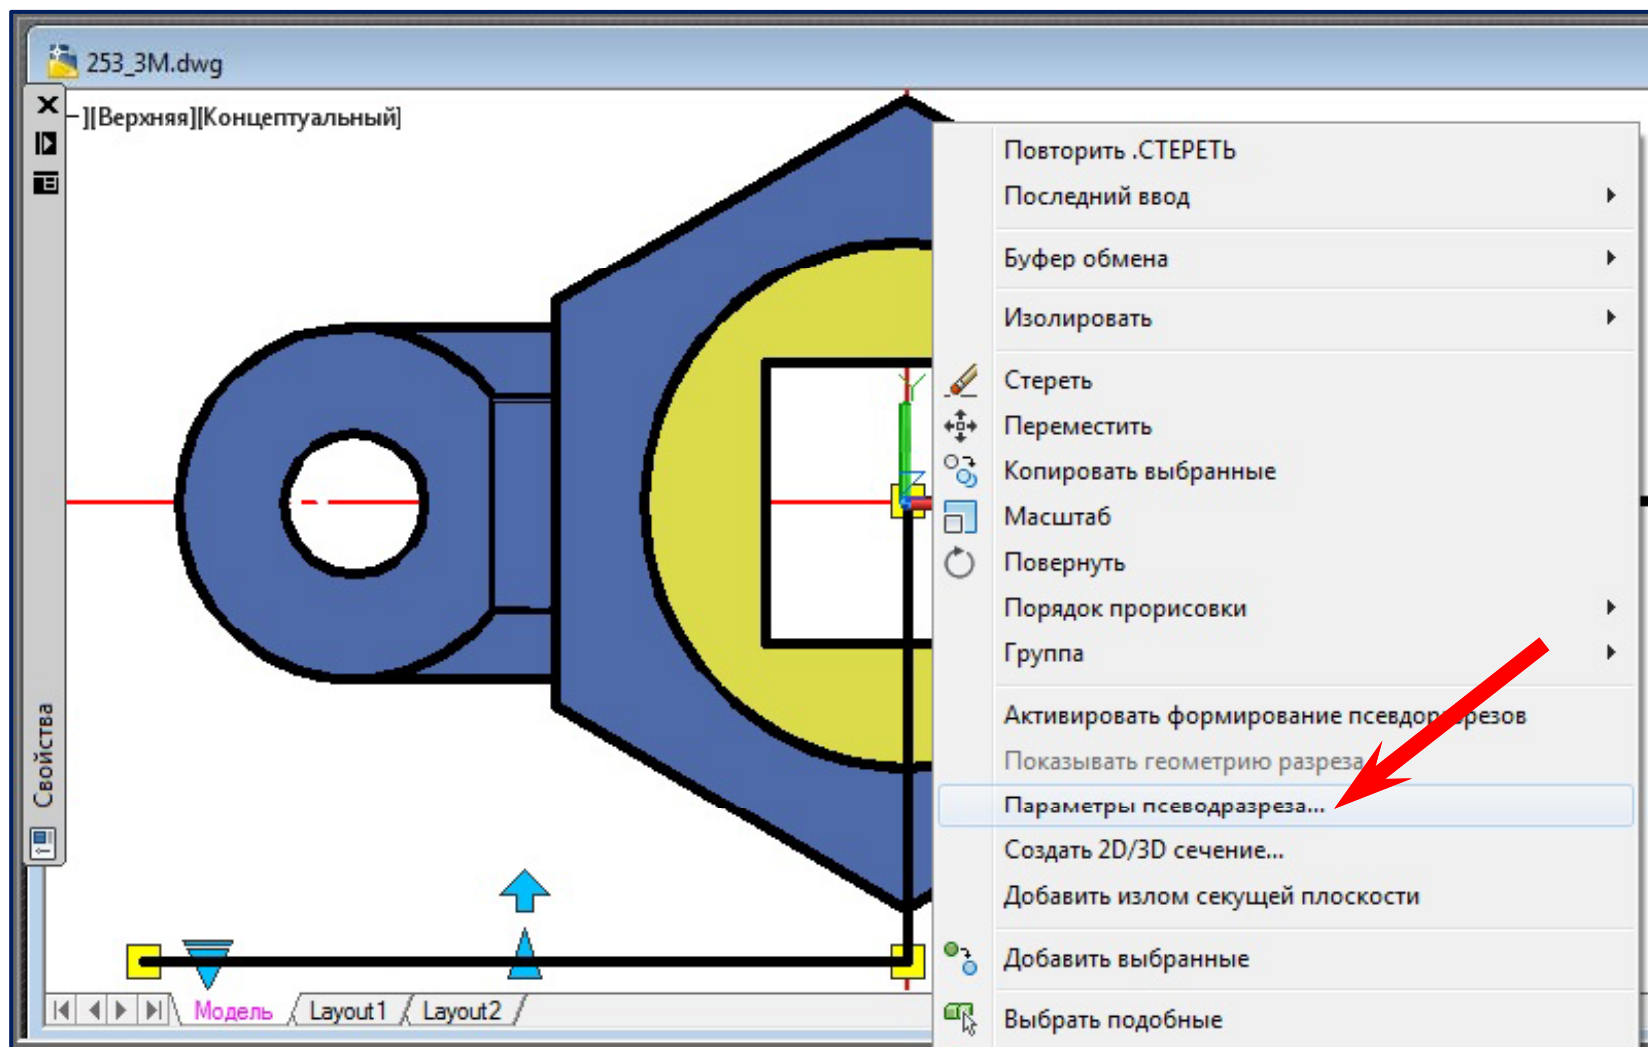 253_3M.dwg
–][Верхняя][Концептуальный]
Повторить .СТЕРЕТЬ
Последний ввод
Буфер обмена
Изолировать
Стереть
Переместить
Копировать выбранные
Масштаб
Повернуть
Порядок прорисовки
Группа
Активировать формирование псевдоразрезов
Показывать геометрию разреза
Параметры псеводразреза...
Создать 2D/3D сечение...
Добавить излом секущей плоскости
Добавить выбранные
Выбрать подобные
Свойства
Y
Z
Модель Layout1 Layout2